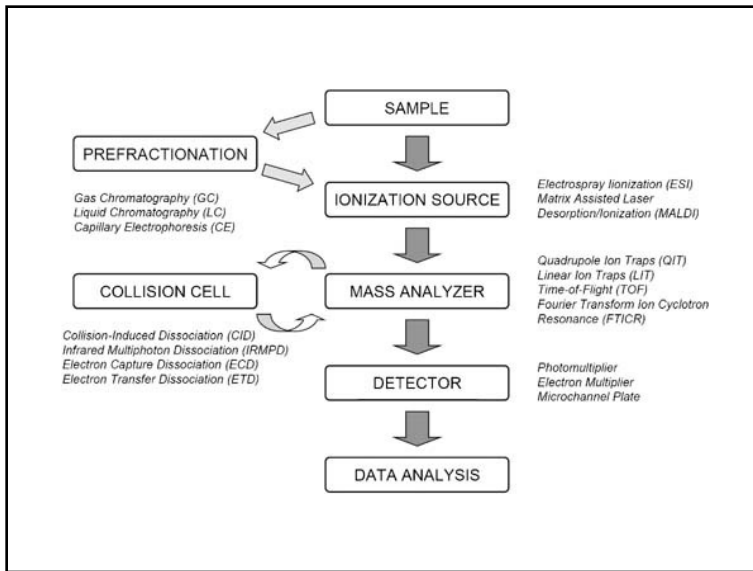 SAMPLE
PREFRACTIONATION
Gas Chromatography (GC)
Liquid Chromatography (LC)
Capillary Electrophoresis (CE)
IONIZATION SOURCE
Electrospray Iionization (ESI)
Matrix Assisted Laser
Desorption/Ionization (MALDI)
COLLISION CELL
Collision-Induced Dissociation (CID)
Infrared Multiphoton Dissociation (IRMPD)
Electron Capture Dissociation (ECD)
Electron Transfer Dissociation (ETD)
MASS ANALYZER
Quadrupole Ion Traps (QIT)
Linear Ion Traps (LIT)
Time-of-Flight (TOF)
Fourier Transform Ion Cyclotron
Resonance (FTICR)
DETECTOR
Photomultiplier
Electron Multiplier
Microchannel Plate
DATA ANALYSIS